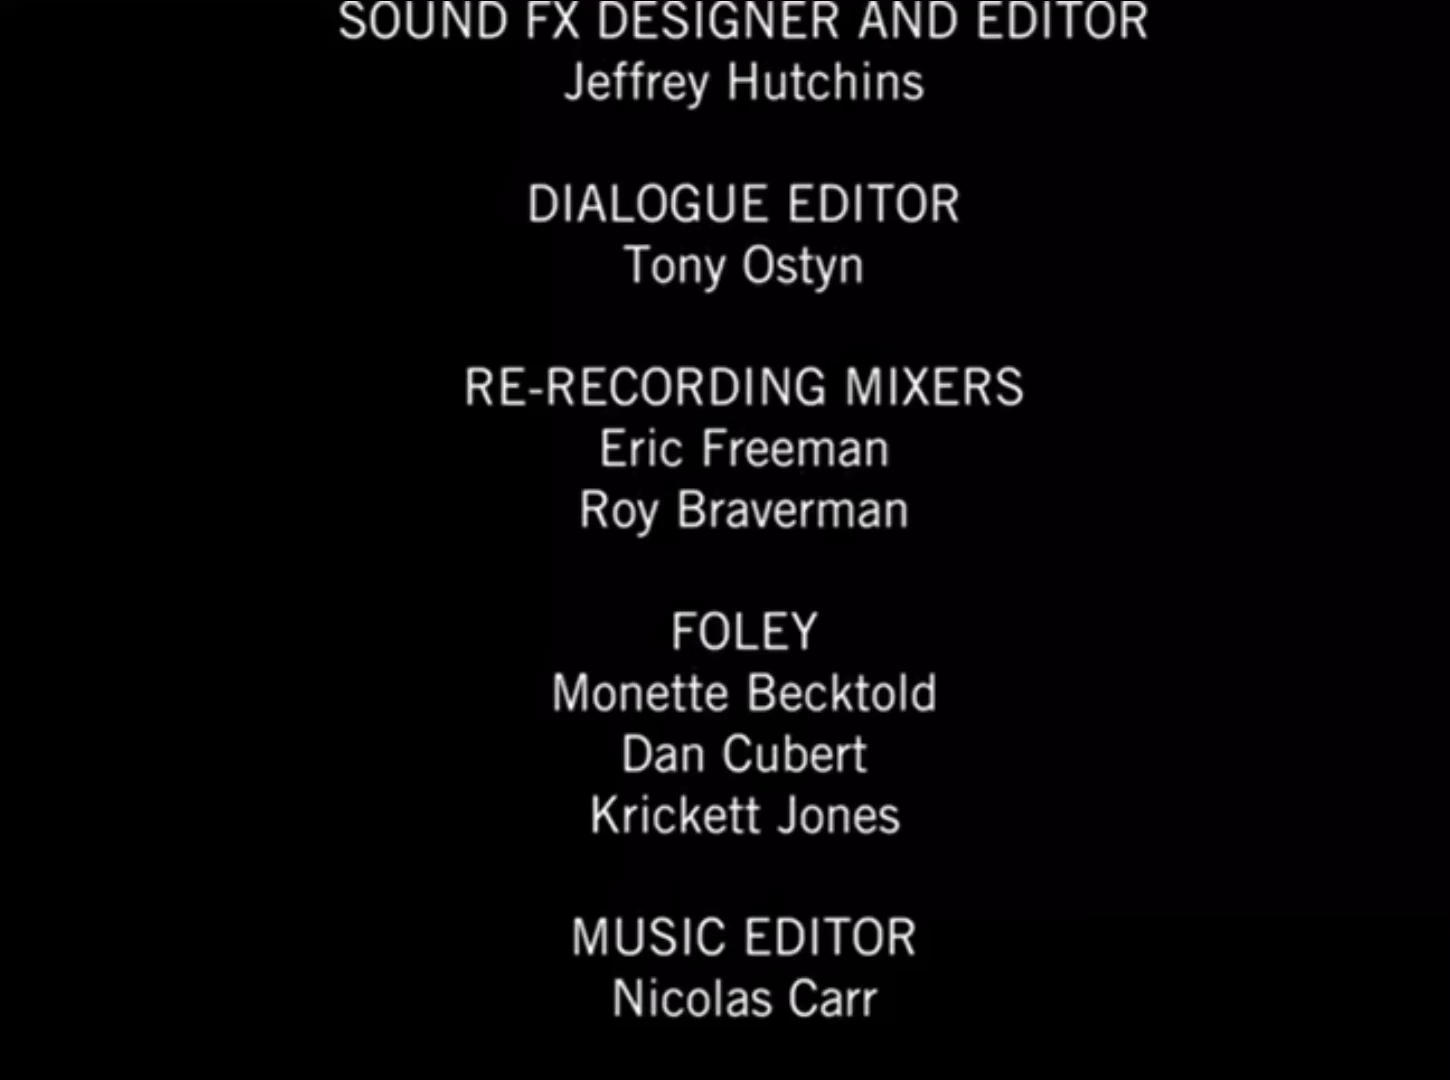 SOUND FX DESIGNER AND EDITOR
Jeffrey Hutchins
DIALOGUE EDITOR
Tony Ostyn
RE-RECORDING MIXERS
Eric Freeman
Roy Braverman
FOLEY
Monette Becktold
Dan Cubert
Krickett Jones
MUSIC EDITOR
Nicolas Carr